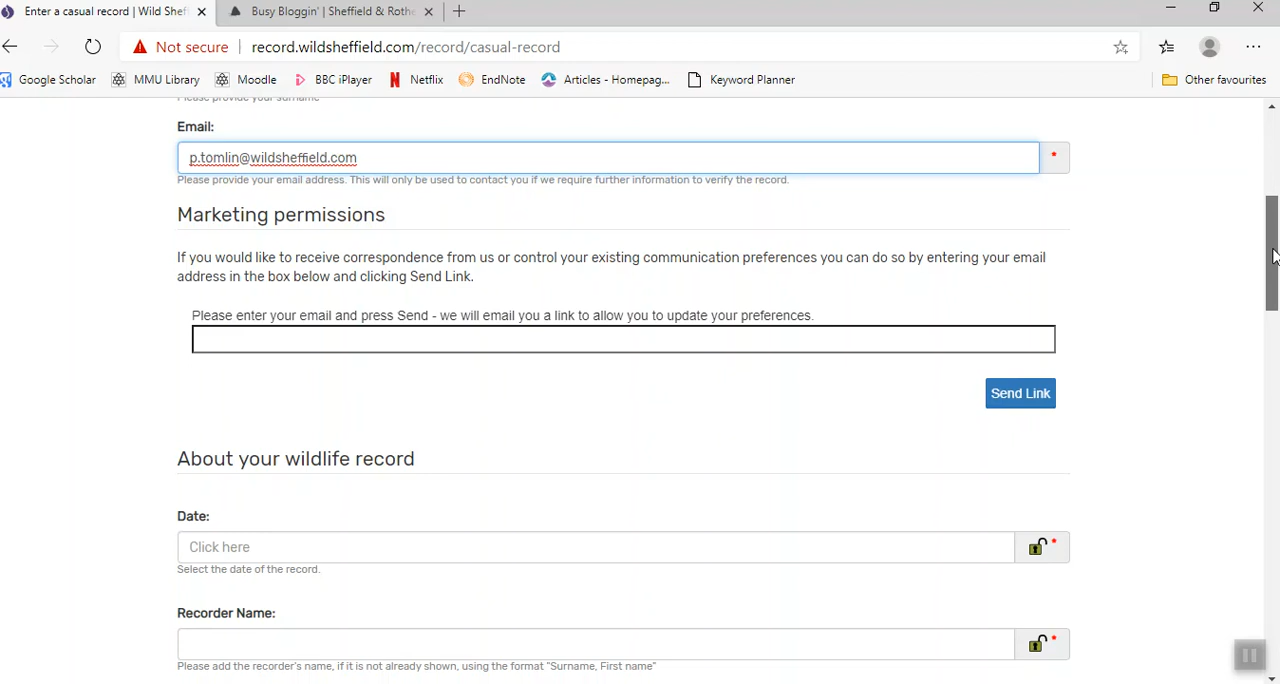 Enter a casual record | Wild Shef
Busy Bloggin' | Sheffield & Rothe
Not secure
record.wildsheffield.com/record/casual-record
Google Scholar
MMU Library
Moodle
BBC iPlayer
Netflix
EndNote
Articles - Homepag...
Keyword Planner
Other favourites
Please provide your surname
Email:
p.tomlin@wildsheffield.com
*
Please provide your email address. This will only be used to contact you if we require further information to verify the record.
Marketing permissions
If you would like to receive correspondence from us or control your existing communication preferences you can do so by entering your email
address in the box below and clicking Send Link.
Please enter your email and press Send - we will email you a link to allow you to update your preferences.
Send Link
About your wildlife record
Date:
Click here
*
Select the date of the record.
Recorder Name:
*
Please add the recorder's name, if it is not already shown, using the format "Surname, First name"